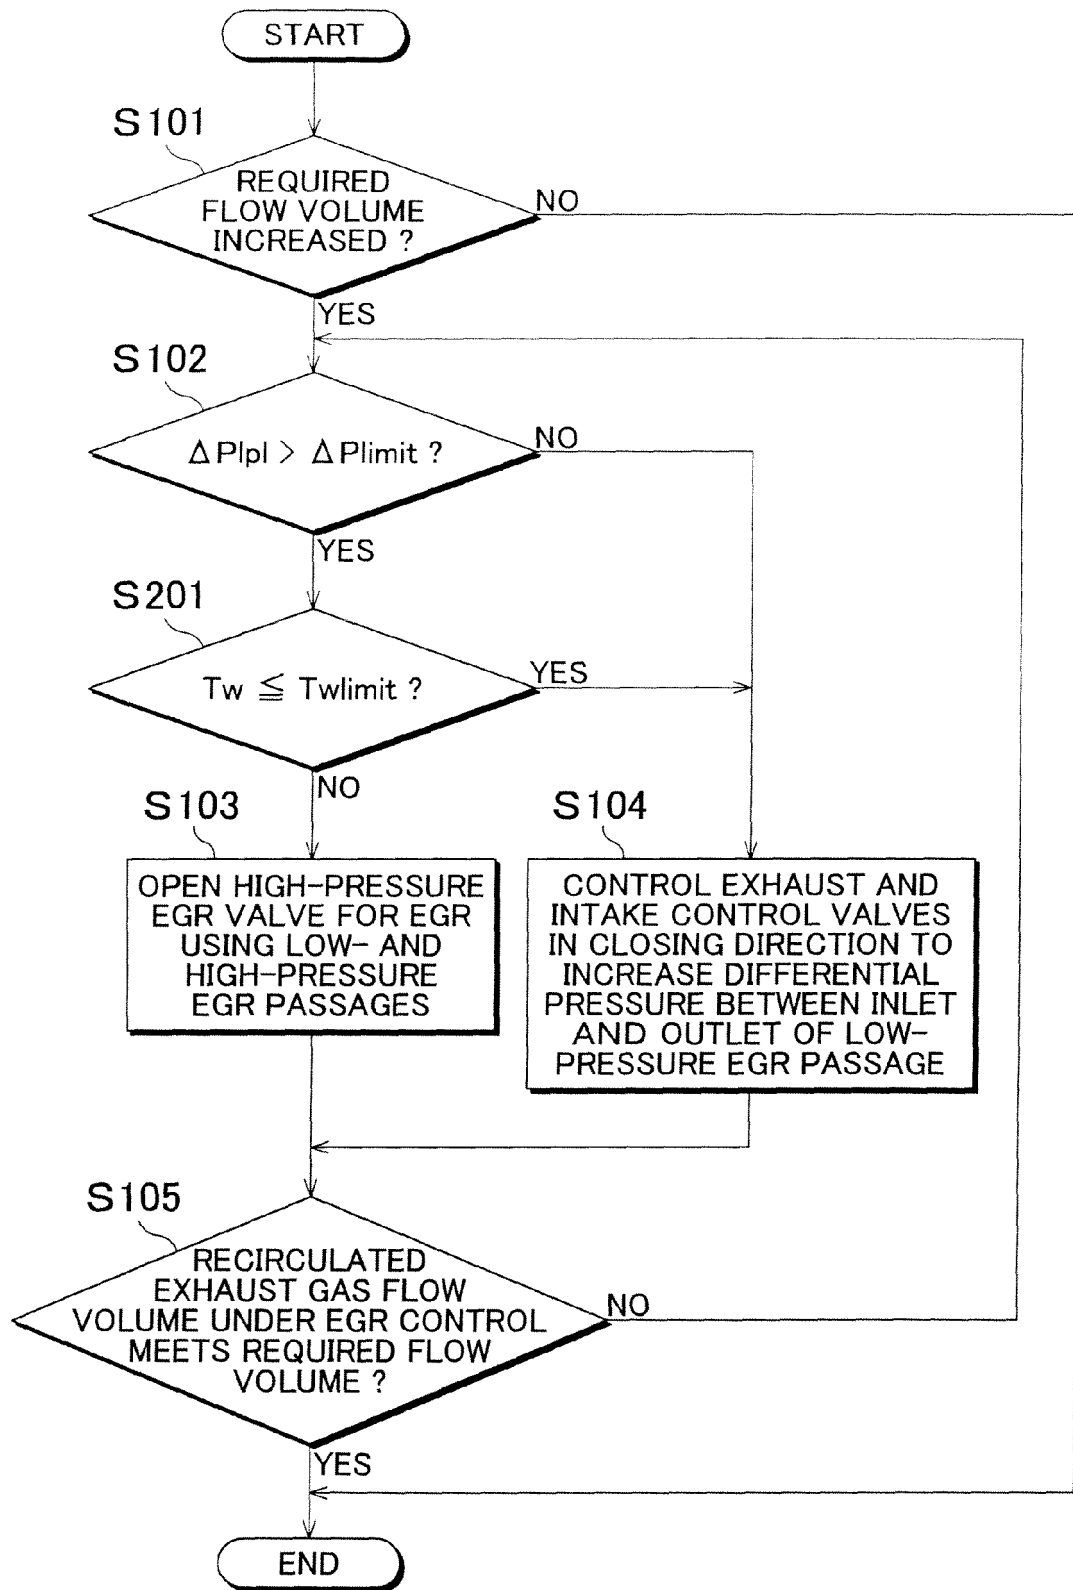 START
S101
REQUIRED
FLOW VOLUME
INCREASED ?
NO
YES
S102
Δ Plpl > Δ Plimit ?
NO
YES
S201
Tw ≦ Twlimit ?
YES
NO
S103
OPEN HIGH-PRESSURE
EGR VALVE FOR EGR
USING LOW- AND
HIGH-PRESSURE
EGR PASSAGES
S104
CONTROL EXHAUST AND
INTAKE CONTROL VALVES
IN CLOSING DIRECTION TO
INCREASE DIFFERENTIAL
PRESSURE BETWEEN INLET
AND OUTLET OF LOW-
PRESSURE EGR PASSAGE
S105
RECIRCULATED
EXHAUST GAS FLOW
VOLUME UNDER EGR CONTROL
MEETS REQUIRED FLOW
VOLUME ?
NO
YES
END